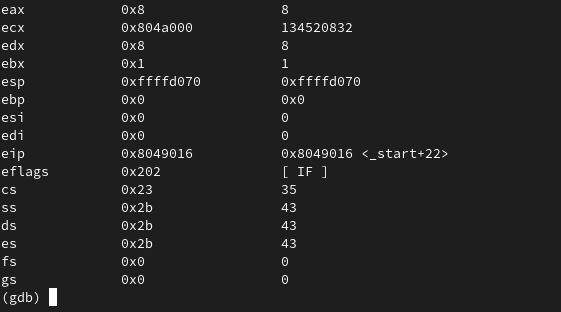 eax 0x8 8
ecx 0x804a000 134520832
edx 0x8 8
ebx 0x1 1
esp 0xffffd070 0xffffd070
ebp 0x0 0x0
esi 0x0 0
edi 0x0 0
eip 0x8049016 0x8049016 <_start+22>
eflags 0x202 [ IF ]
cs 0x23 35
ss 0x2b 43
ds 0x2b 43
es 0x2b 43
fs 0x0 0
gs 0x0 0
(gdb)